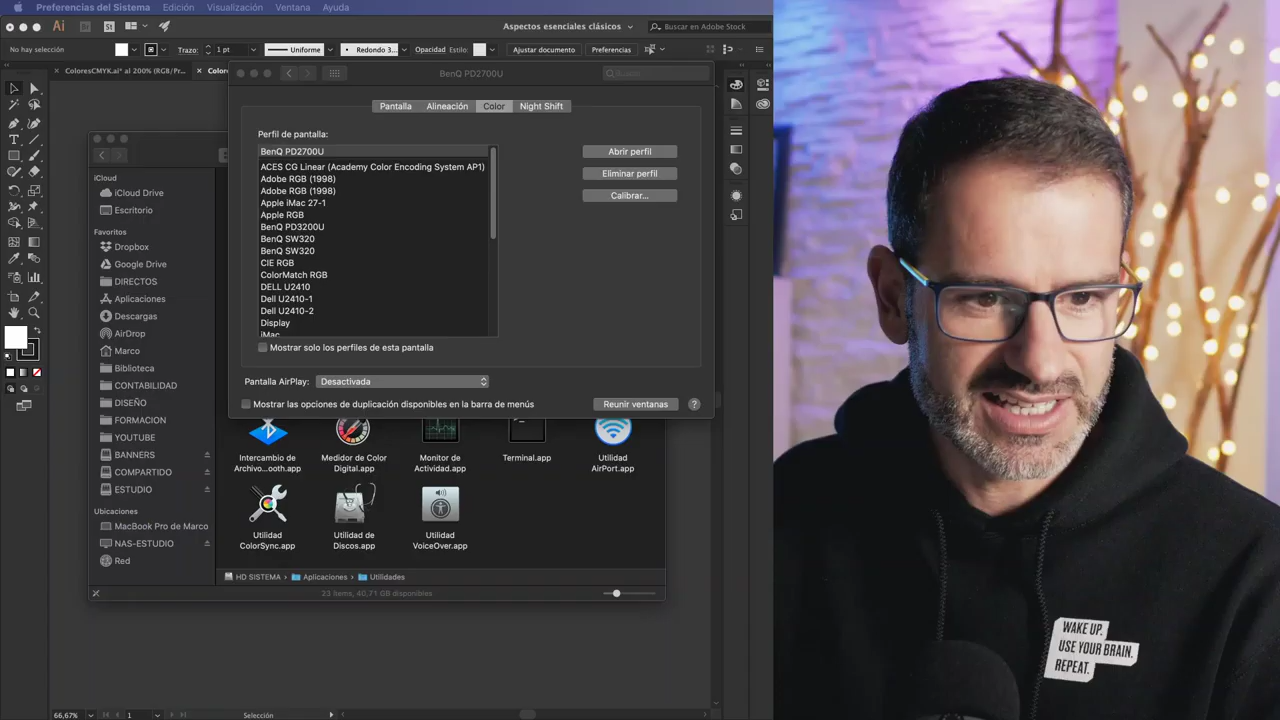 Preferencias del Sistema Edición Visualización Ventana Ayuda
Ai Br St Aspectos esenciales clásicos Buscar en Adobe Stock
No hay selección Trazo: 1 pt Uniforme Redondo 3... Opacidad Estilo: Ajustar documento Preferencias
ColoresCMYK.ai* al 200% (RGB/Pr...
BenQ PD2700U
Pantalla Alineación Color Night Shift
Perfil de pantalla:
BenQ PD2700U
ACES CG Linear (Academy Color Encoding System AP1)
Adobe RGB (1998)
Adobe RGB (1998)
Apple iMac 27-1
Apple RGB
BenQ PD3200U
BenQ SW320
BenQ SW320
CIE RGB
ColorMatch RGB
DELL U2410
Dell U2410-1
Dell U2410-2
Display
iMac
Abrir perfil
Eliminar perfil
Calibrar...
Mostrar solo los perfiles de esta pantalla
Pantalla AirPlay: Desactivada
Mostrar las opciones de duplicación disponibles en la barra de menús
Reunir ventanas ?
iCloud
iCloud Drive
Escritorio
Favoritos
Dropbox
Google Drive
DIRECTOS
Aplicaciones
Descargas
AirDrop
Marco
Biblioteca
CONTABILIDAD
DISEÑO
FORMACION
YOUTUBE
BANNERS
COMPARTIDO
ESTUDIO
Ubicaciones
MacBook Pro de Marco
NAS-ESTUDIO
Red
Intercambio de
Archivo...ooth.app
Medidor de Color
Digital.app
Monitor de
Actividad.app
Terminal.app
Utilidad
AirPort.app
Utilidad
ColorSync.app
Utilidad de
Discos.app
Utilidad
VoiceOver.app
HD SISTEMA › Aplicaciones › Utilidades
33 ítems, 40,71 GB disponibles
66,67% 1 Selección
WAKE UP.
USE YOUR BRAIN.
REPEAT.